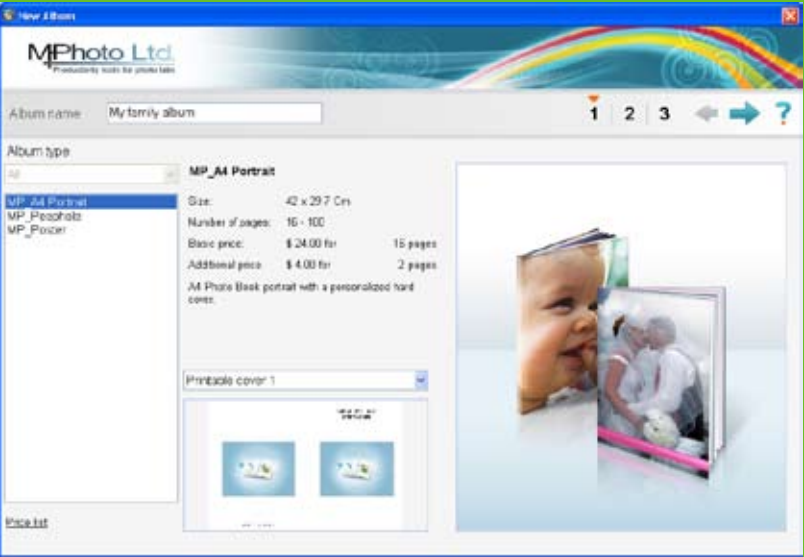 New Album
MPhoto Ltd.
Productivity tools for photo labs
Album name
My family album
1 2 3 ?
Album type
All
MP_A4 Portrait
MP_Peephole
MP_Poster
MP_A4 Portrait
Size: 42 x 29.7 Cm
Number of pages: 16 - 100
Basic price: $ 24.00 for 16 pages
Additional price $ 4.00 for 2 pages
A4 Photo Book portrait with a personalized hard
cover.
Printable cover 1
Price list